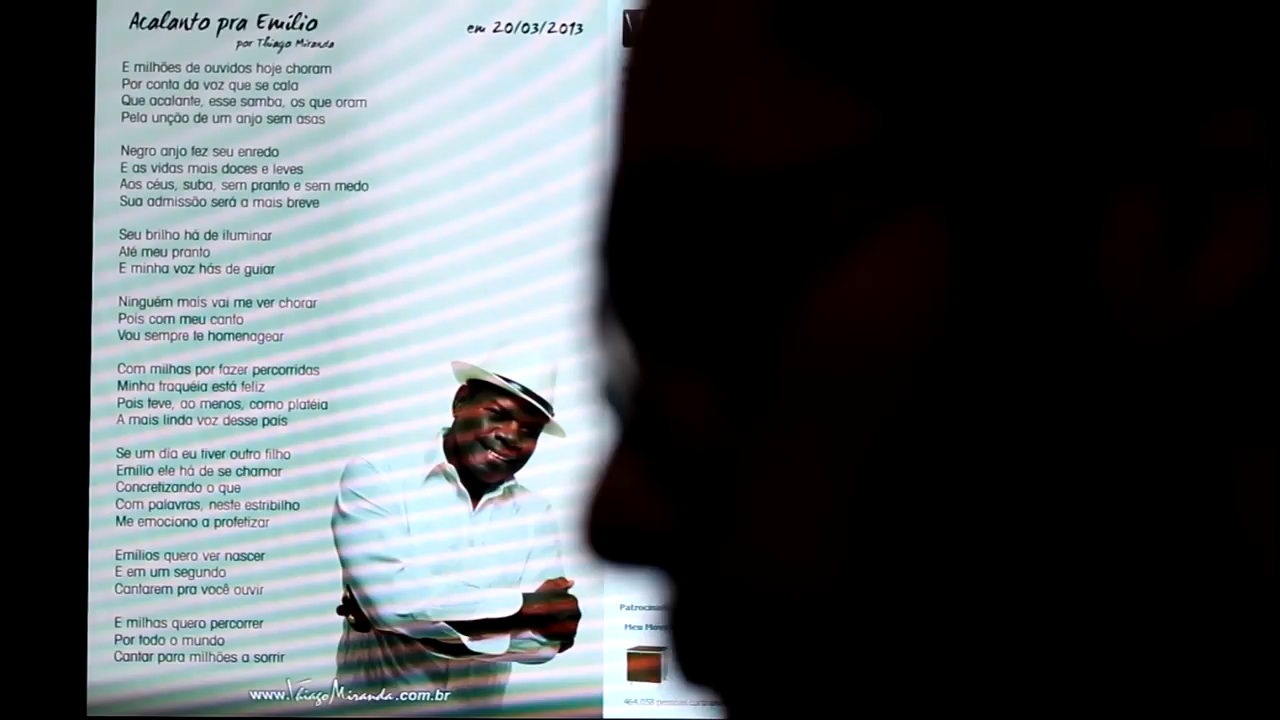 Acalanto pra Emílio
em 20/03/2013
por Thiago Miranda
E milhões de ouvidos hoje choram
Por conta da voz que se cala
Que acalante, esse samba, os que oram
Pela unção de um anjo sem asas
Negro anjo fez seu enredo
E as vidas mais doces e leves
Aos céus, suba, sem pranto e sem medo
Sua admissão será a mais breve
Seu brilho há de iluminar
Até meu pranto
E minha voz hás de guiar
Ninguém mais vai me ver chorar
Pois com meu canto
Vou sempre te homenagear
Com milhas por fazer percorridas
Minha traquéia está feliz
Pois teve, ao menos, como platéia
A mais linda voz desse país
Se um dia eu tiver outro filho
Emílio ele há de se chamar
Concretizando o que
Com palavras, neste estribilho
Me emociono a profetizar
Emílios quero ver nascer
E em um segundo
Cantarem pra você ouvir
E milhas quero percorrer
Por todo o mundo
Cantar para milhões a sorrir
www.ThiagoMiranda.com.br
Meu
464.058